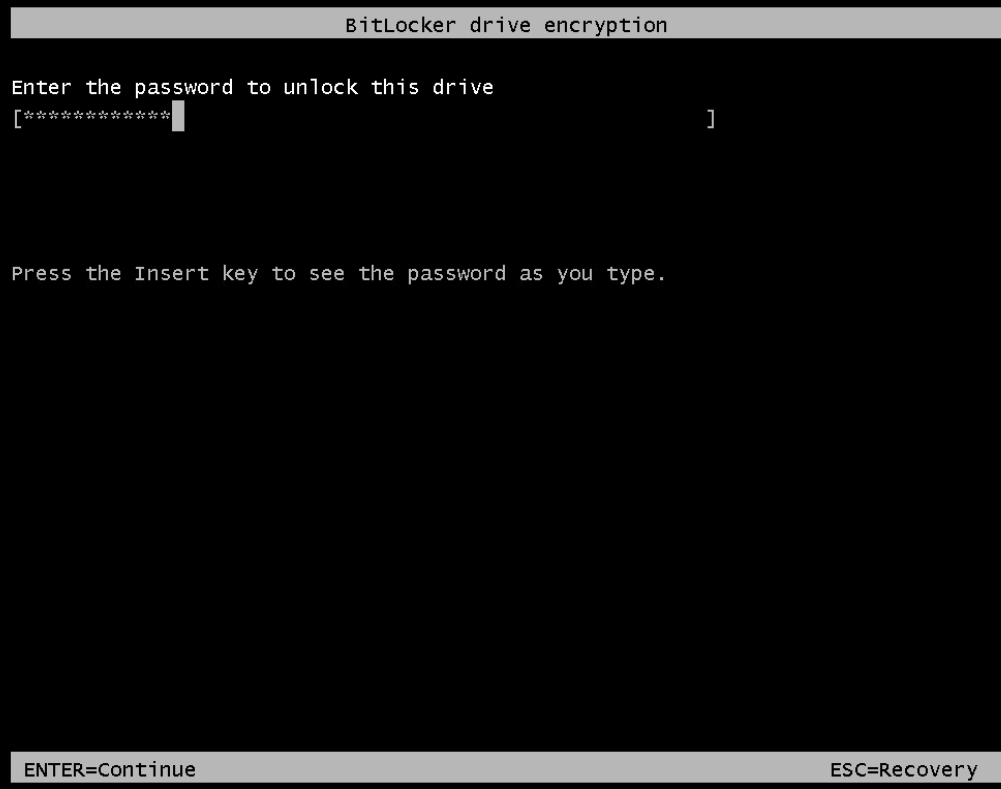 BitLocker drive encryption
Enter the password to unlock this drive
[************ ]
Press the Insert key to see the password as you type.
ENTER=Continue ESC=Recovery